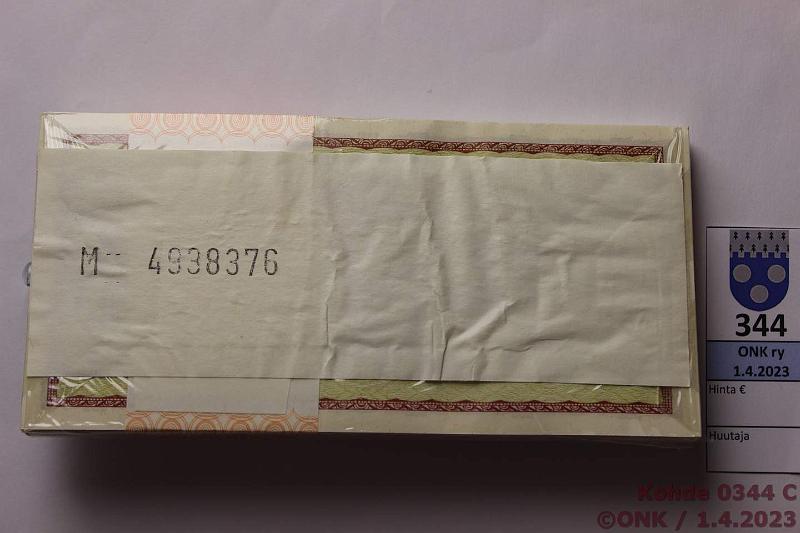 M-- 4938376
344
ONK ry
1.4.2023
Hinta €
Huutaja
Kohde 0344 C
©ONK / 1.4.2023